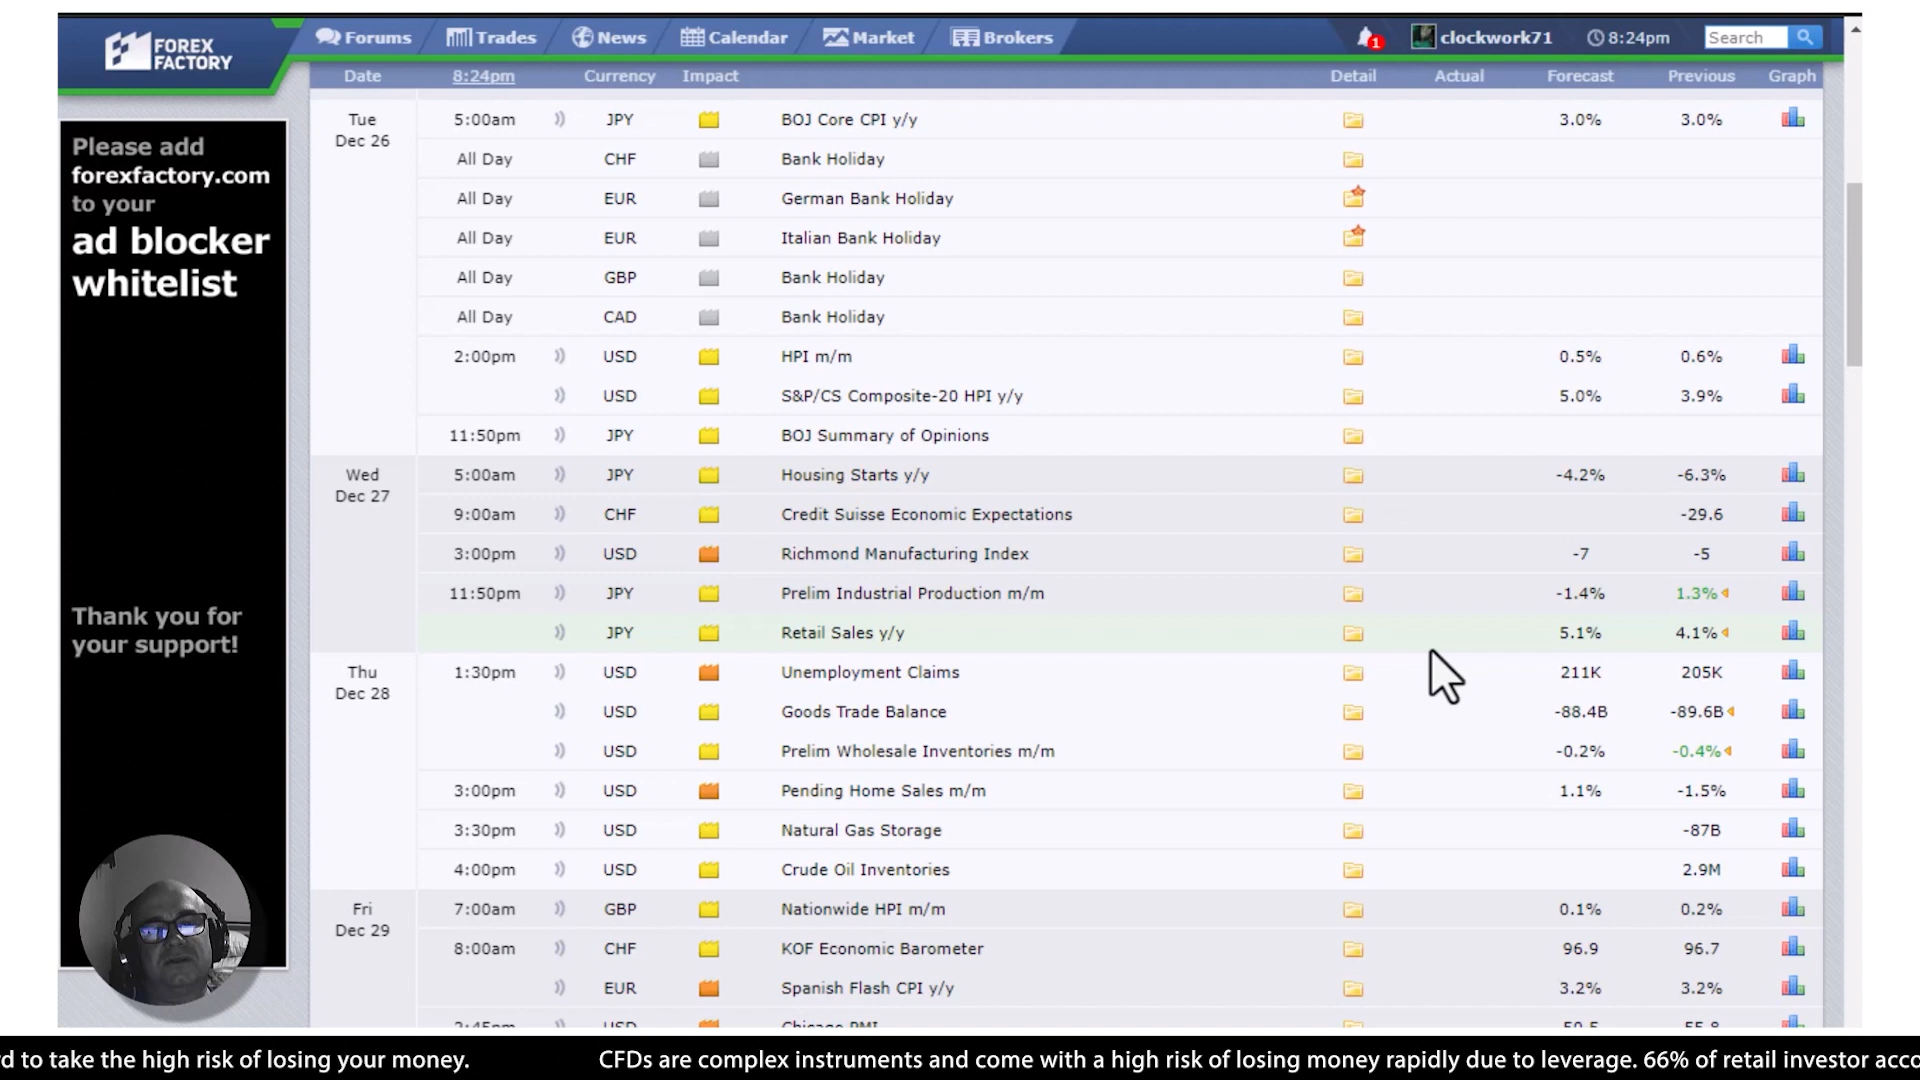 FOREX FACTORY
Forums Trades News Calendar Market Brokers 1 clockwork71 8:24pm Search
Date 8:24pm Currency Impact Detail Actual Forecast Previous Graph
Please add
forexfactory.com
to your
ad blocker
whitelist
Thank you for
your support!
Tue Dec 26 5:00am JPY BOJ Core CPI y/y 3.0% 3.0%
All Day CHF Bank Holiday
All Day EUR German Bank Holiday
All Day EUR Italian Bank Holiday
All Day GBP Bank Holiday
All Day CAD Bank Holiday
2:00pm USD HPI m/m 0.5% 0.6%
USD S&P/CS Composite-20 HPI y/y 5.0% 3.9%
11:50pm JPY BOJ Summary of Opinions
Wed Dec 27 5:00am JPY Housing Starts y/y -4.2% -6.3%
9:00am CHF Credit Suisse Economic Expectations -29.6
3:00pm USD Richmond Manufacturing Index -7 -5
11:50pm JPY Prelim Industrial Production m/m -1.4% 1.3%
JPY Retail Sales y/y 5.1% 4.1%
Thu Dec 28 1:30pm USD Unemployment Claims 211K 205K
USD Goods Trade Balance -88.4B -89.6B
USD Prelim Wholesale Inventories m/m -0.2% -0.4%
3:00pm USD Pending Home Sales m/m 1.1% -1.5%
3:30pm USD Natural Gas Storage -87B
4:00pm USD Crude Oil Inventories 2.9M
Fri Dec 29 7:00am GBP Nationwide HPI m/m 0.1% 0.2%
8:00am CHF KOF Economic Barometer 96.9 96.7
EUR Spanish Flash CPI y/y 3.2% 3.2%
2:45pm USD Chicago PMI 50.5 55.8
rd to take the high risk of losing your money. CFDs are complex instruments and come with a high risk of losing money rapidly due to leverage. 66% of retail investor acco